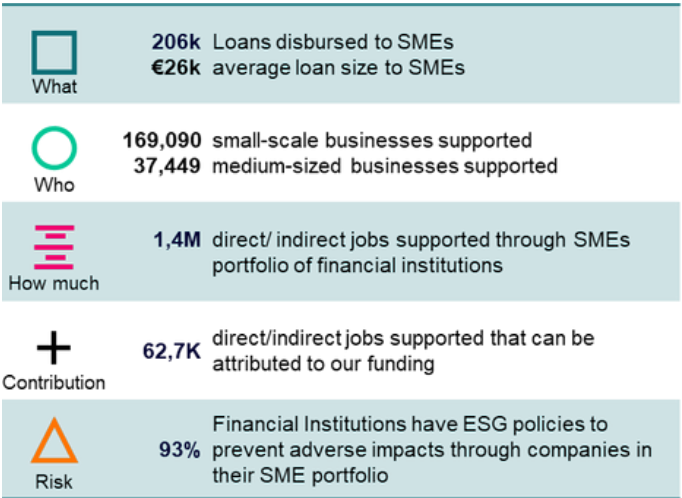 206k Loans disbursed to SMEs
€26k average loan size to SMEs
What
169,090 small-scale businesses supported
37,449 medium-sized businesses supported
Who
1,4M direct/ indirect jobs supported through SMEs
portfolio of financial institutions
How much
direct/indirect jobs supported that can be
62,7K attributed to our funding
Contribution
Financial Institutions have ESG policies to
93% prevent adverse impacts through companies in
their SME portfolio
Risk